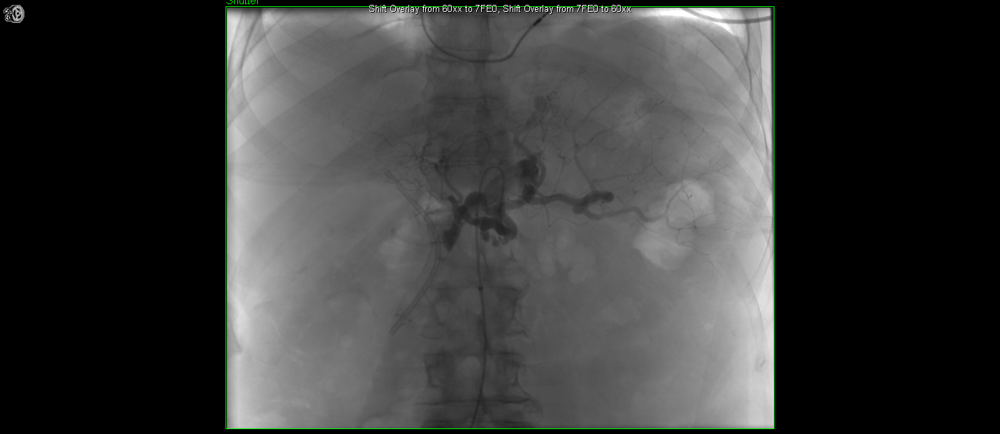 Shutter
Shift Overlay from 60xx to 7FE0, Shift Overlay from 7FE0 to 60xx